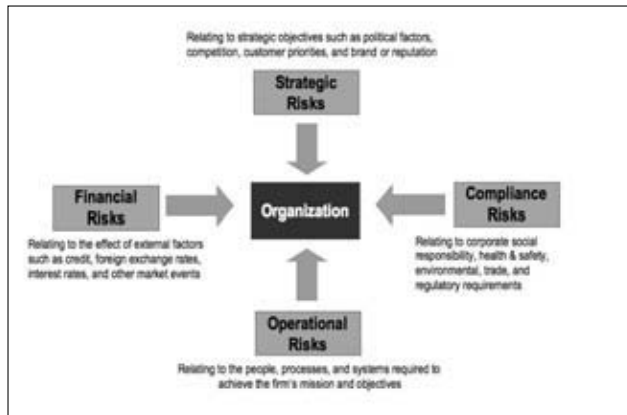 Relating to strategic objectives such as political factors,
competition, customer priorities, and brand or reputation
Strategic
Risks
Financial
Risks
Relating to the effect of external factors
such as credit, foreign exchange rates,
interest rates, and other market events
Organization
Compliance
Risks
Relating to corporate social
responsibility, health & safety,
environmental, trade, and
regulatory requirements
Operational
Risks
Relating to the people, processes, and systems required to
achieve the firm's mission and objectives